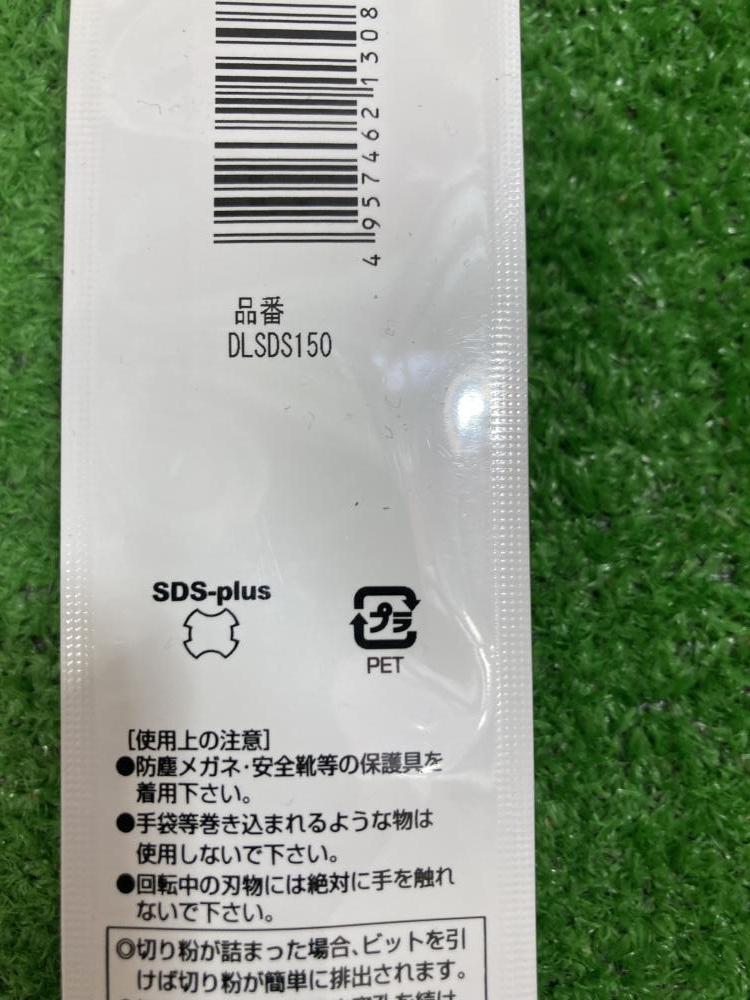 4957462 1308
品番
DLSDS150
SDS-plus
プラ
PET
［使用上の注意］
●防塵メガネ・安全靴等の保護具を
着用下さい。
●手袋等巻き込まれるような物は
使用しないで下さい。
●回転中の刃物には絶対に手を触れ
ないで下さい。
◎切り粉が詰まった場合、ビットを引
けば切り粉が簡単に排出されます。